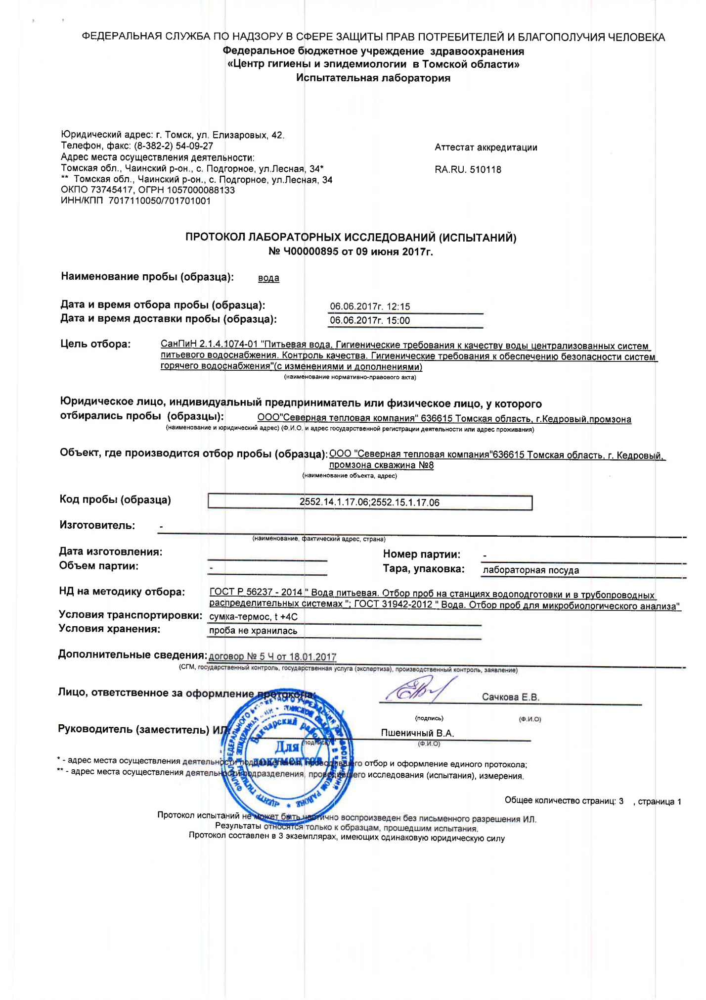 ФЕДЕРАЛЬНАЯ СЛУЖБА ПО НАДЗОРУ В СФЕРЕ ЗАЩИТЫ ПРАВ ПОТРЕБИТЕЛЕЙ И БЛАГОПОЛУЧИЯ ЧЕЛОВЕКА
Федеральное бюджетное учреждение здравоохранения
«Центр гигиены и эпидемиологии в Томской области»
Испытательная лаборатория
Юридический адрес: г. Томск, ул. Елизаровых, 42.
Телефон, факс: (8-382-2) 54-09-27
Аттестат аккредитации
Адрес места осуществления деятельности:
Томская обл., Чаинский р-он., с. Подгорное, ул.Лесная, 34*
RA.RU. 510118
** Томская обл., Чаинский р-он., с. Подгорное, ул.Лесная, 34
ОКПО 73745417, ОГРН 1057000088133
ИНН/КПП 7017110050/701701001
ПРОТОКОЛ ЛАБОРАТОРНЫХ ИССЛЕДОВАНИЙ (ИСПЫТАНИЙ)
№ Ч00000895 от 09 июня 2017г.
Наименование пробы (образца): вода
Дата и время отбора пробы (образца): 06.06.2017г. 12:15
Дата и время доставки пробы (образца): 06.06.2017г. 15:00
Цель отбора: СанПиН 2.1.4.1074-01 "Питьевая вода. Гигиенические требования к качеству воды централизованных систем
питьевого водоснабжения. Контроль качества. Гигиенические требования к обеспечению безопасности систем
горячего водоснабжения"(с изменениями и дополнениями)
(наименование нормативно-правового акта)
Юридическое лицо, индивидуальный предприниматель или физическое лицо, у которого
отбирались пробы (образцы): ООО"Северная тепловая компания" 636615 Томская область, г.Кедровый,промзона
(наименование и юридический адрес) (Ф.И.О. и адрес государственной регистрации деятельности или адрес проживания)
Объект, где производится отбор пробы (образца): ООО "Северная тепловая компания"636615 Томская область, г. Кедровый,
промзона скважина №8
(наименование объекта, адрес)
Код пробы (образца) 2552.14.1.17.06;2552.15.1.17.06
Изготовитель: -
(наименование, фактический адрес, страна)
Дата изготовления: Номер партии: -
Объем партии: - Тара, упаковка: лабораторная посуда
НД на методику отбора: ГОСТ Р 56237 - 2014 " Вода питьевая. Отбор проб на станциях водоподготовки и в трубопроводных
распределительных системах "; ГОСТ 31942-2012 " Вода. Отбор проб для микробиологического анализа"
Условия транспортировки: сумка-термос, t +4С
Условия хранения: проба не хранилась
Дополнительные сведения: договор № 5 Ч от 18.01.2017
(СГМ, государственный контроль, государственная услуга (экспертиза), производственный контроль, заявление)
Лицо, ответственное за оформление протокола: Сачкова Е.В.
(подпись) (Ф.И.О)
Руководитель (заместитель) ИЛ: Пшеничный В.А.
(подпись) (Ф.И.О)
Для
документов
* - адрес места осуществления деятельности подразделения, проводившего отбор и оформление единого протокола;
** - адрес места осуществления деятельности подразделения, проводившего исследования (испытания), измерения.
Общее количество страниц: 3 , страница 1
Протокол испытаний не может быть частично воспроизведен без письменного разрешения ИЛ.
Результаты относятся только к образцам, прошедшим испытания.
Протокол составлен в 3 экземплярах, имеющих одинаковую юридическую силу